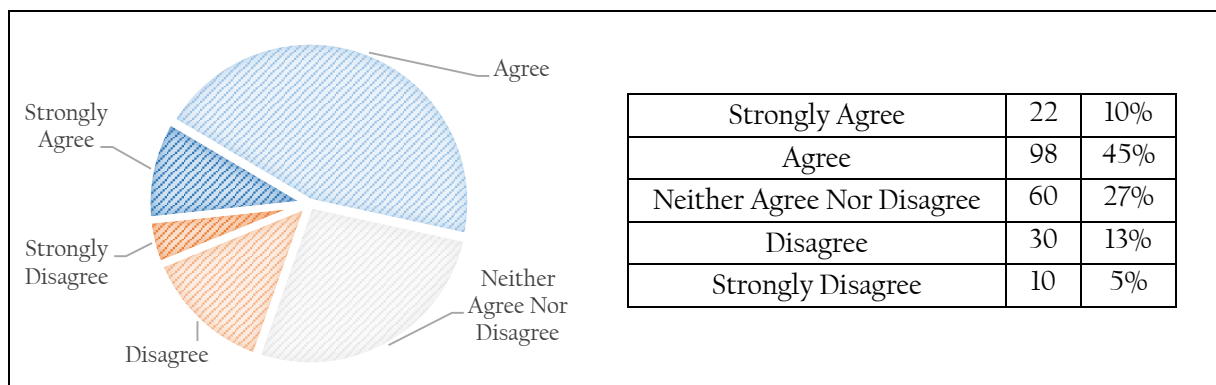 Agree
Strongly
Agree
Strongly
Disagree
Disagree
Neither
Agree Nor
Disagree
Strongly Agree 22 10%
Agree 98 45%
Neither Agree Nor Disagree 60 27%
Disagree 30 13%
Strongly Disagree 10 5%